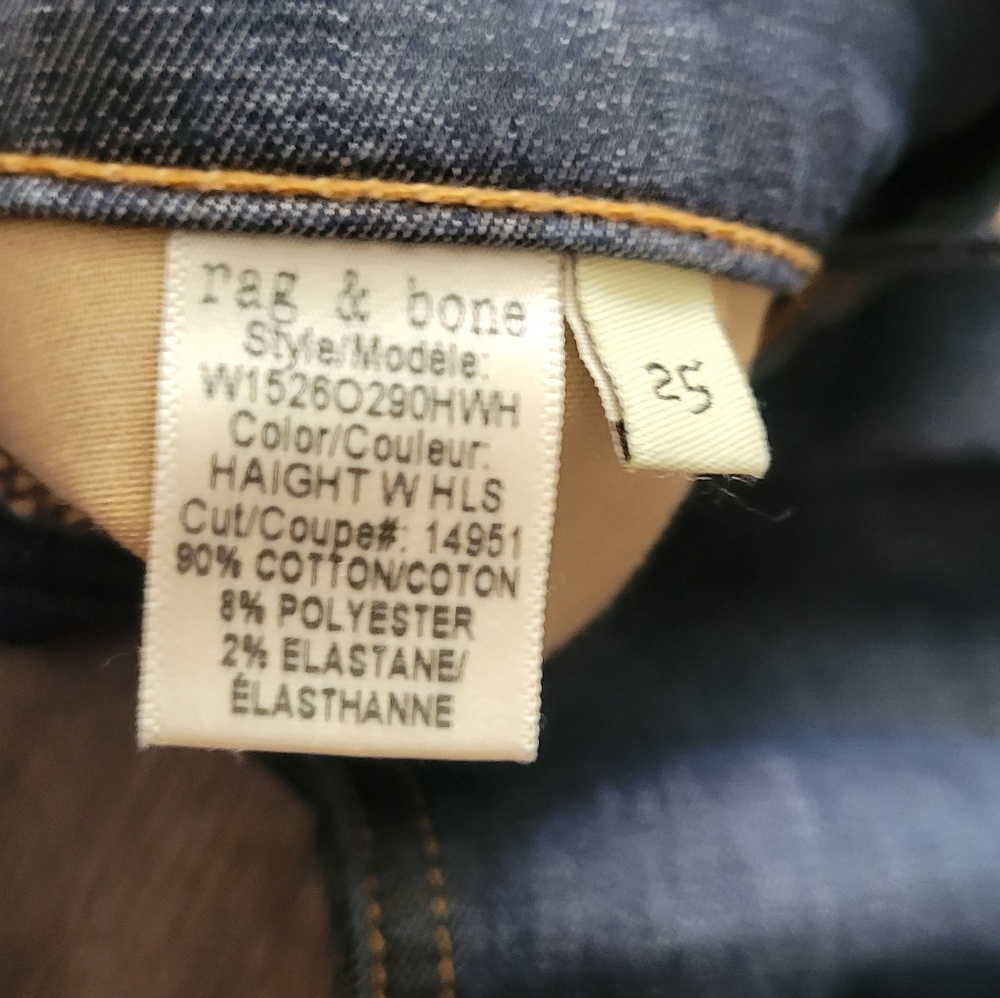 rag & bone
Style/Modèle:
W1526O290HWH
Color/Couleur:
HAIGHT W HLS
Cut/Coupe#: 14951
90% COTTON/COTON
8% POLYESTER
2% ELASTANE/
ÉLASTHANNE
25